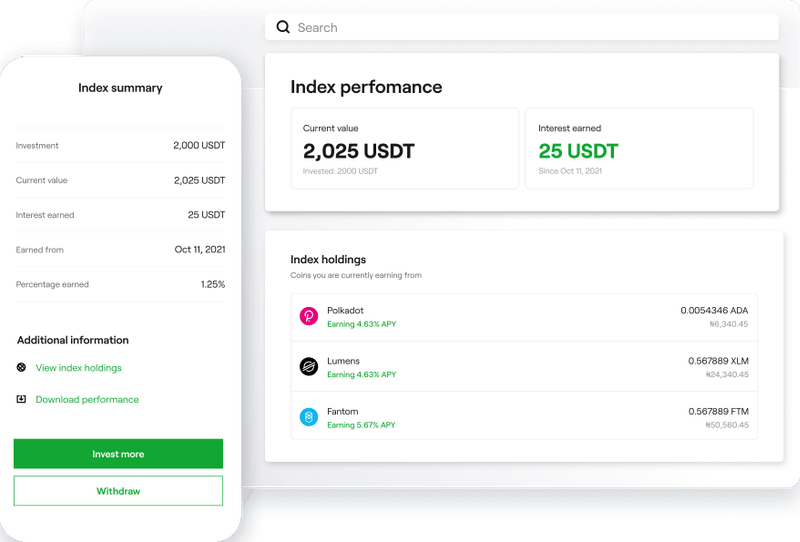 Search
Index summary
Investment 2,000 USDT
Current value 2,025 USDT
Interest earned 25 USDT
Earned from Oct 11, 2021
Percentage earned 1.25%
Additional information
View index holdings
Download performance
Invest more
Withdraw
Index perfomance
Current value
2,025 USDT
Invested: 2000 USDT
Interest earned
25 USDT
Since Oct 11, 2021
Index holdings
Coins you are currently earning from
Polkadot 0.0054346 ADA
Earning 4.63% APY ₦6,340.45
Lumens 0.567889 XLM
Earning 4.63% APY ₦24,340.45
Fantom 0.567889 FTM
Earning 5.67% APY ₦50,560.45